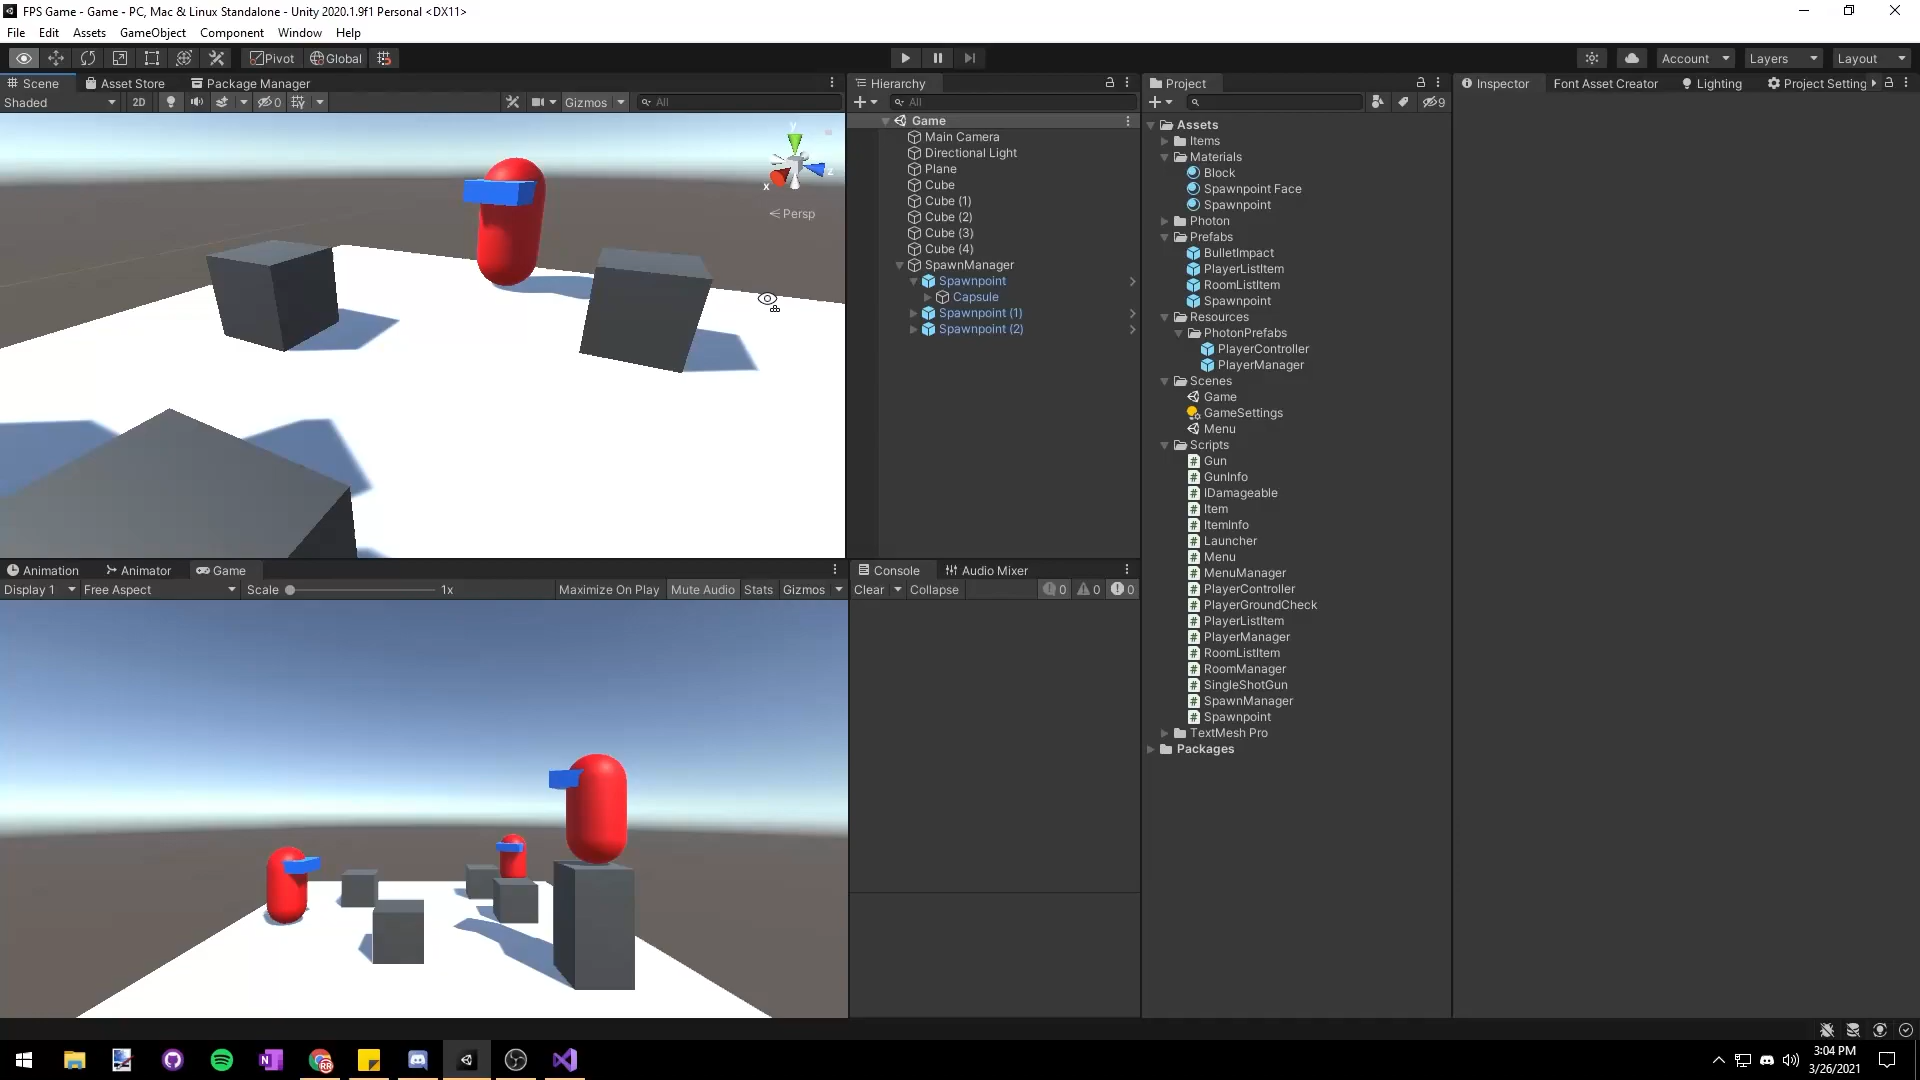 FPS Game - Game - PC, Mac & Linux Standalone - Unity 2020.1.9f1 Personal <DX11>
File Edit Assets GameObject Component Window Help
Pivot Global Account Layers Layout
Scene Asset Store Package Manager
Shaded 2D 0 Gizmos All
y
x
z
Persp
Hierarchy
All
Game
Main Camera
Directional Light
Plane
Cube
Cube (1)
Cube (2)
Cube (3)
Cube (4)
SpawnManager
Spawnpoint
Capsule
Spawnpoint (1)
Spawnpoint (2)
Project
9
Assets
Items
Materials
Block
Spawnpoint Face
Spawnpoint
Photon
Prefabs
BulletImpact
PlayerListItem
RoomListItem
Spawnpoint
Resources
PhotonPrefabs
PlayerController
PlayerManager
Scenes
Game
GameSettings
Menu
Scripts
Gun
GunInfo
IDamageable
Item
ItemInfo
Launcher
Menu
MenuManager
PlayerController
PlayerGroundCheck
PlayerListItem
PlayerManager
RoomListItem
RoomManager
SingleShotGun
SpawnManager
Spawnpoint
TextMesh Pro
Packages
Inspector Font Asset Creator Lighting Project Setting
Animation Animator Game
Display 1 Free Aspect Scale 1x Maximize On Play Mute Audio Stats Gizmos
Console Audio Mixer
Clear Collapse 0 0 0
3:04 PM
3/26/2021